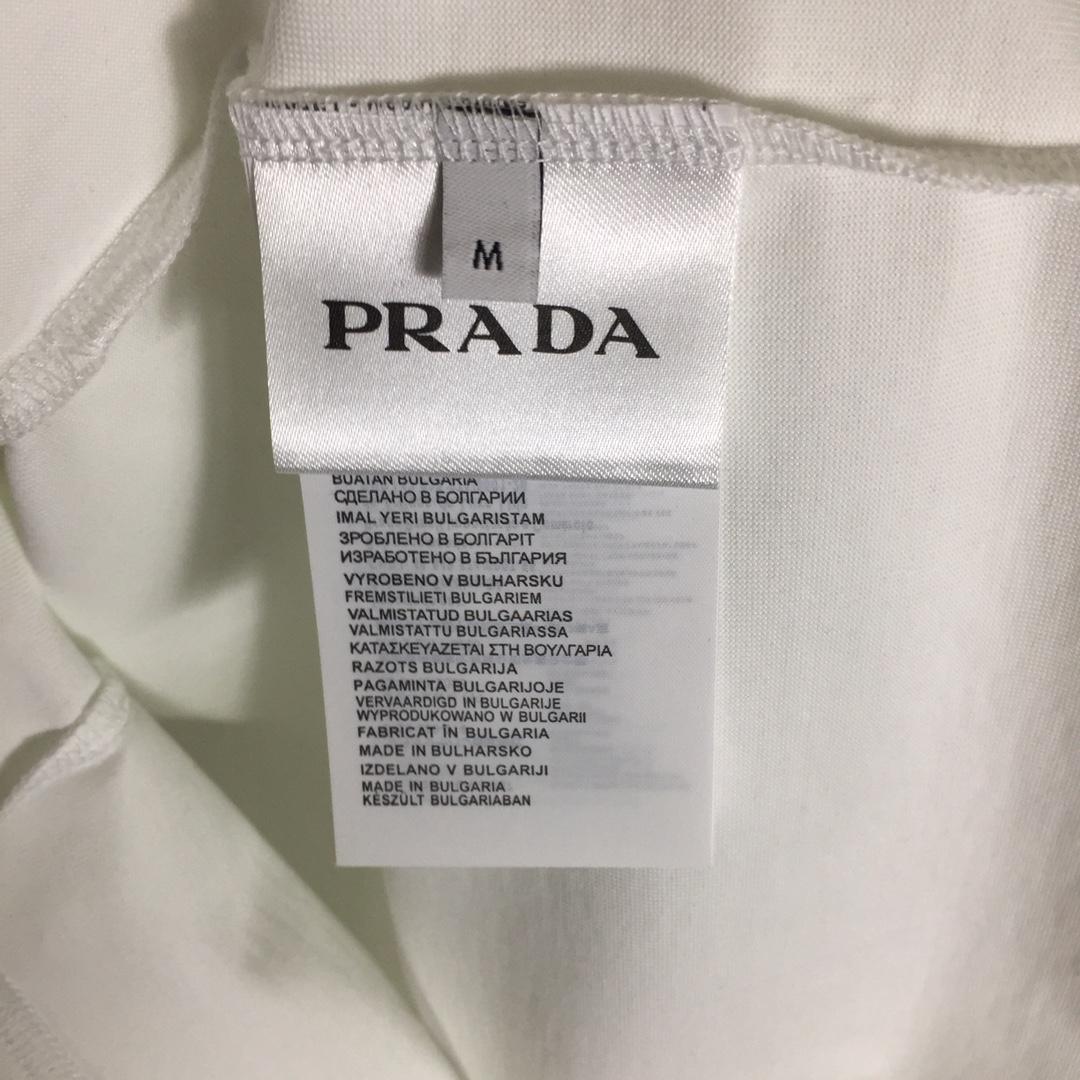 M
PRADA
BUATAN BULGARIA
СДЕЛАНО В БОЛГАРИИ
IMAL YERI BULGARISTAM
ЗРОБЛЕНО В БОЛГАРІТ
ИЗРАБОТЕНО В БЪЛГАРИЯ
VYROBENO V BULHARSKU
FREMSTILIETI BULGARIEM
VALMISTATUD BULGAARIAS
VALMISTATTU BULGARIASSA
ΚΑΤΑΣΚΕΥΑΖΕΤΑΙ ΣΤΗ ΒΟΥΛΓΑΡΙΑ
RAZOTS BULGARIJA
PAGAMINTA BULGARIJOJE
VERVAARDIGD IN BULGARIJE
WYPRODUKOWANO W BULGARII
FABRICAT ÎN BULGARIA
MADE IN BULHARSKO
IZDELANO V BULGARIJI
MADE IN BULGARIA
KÉSZÜLT BULGARIABAN